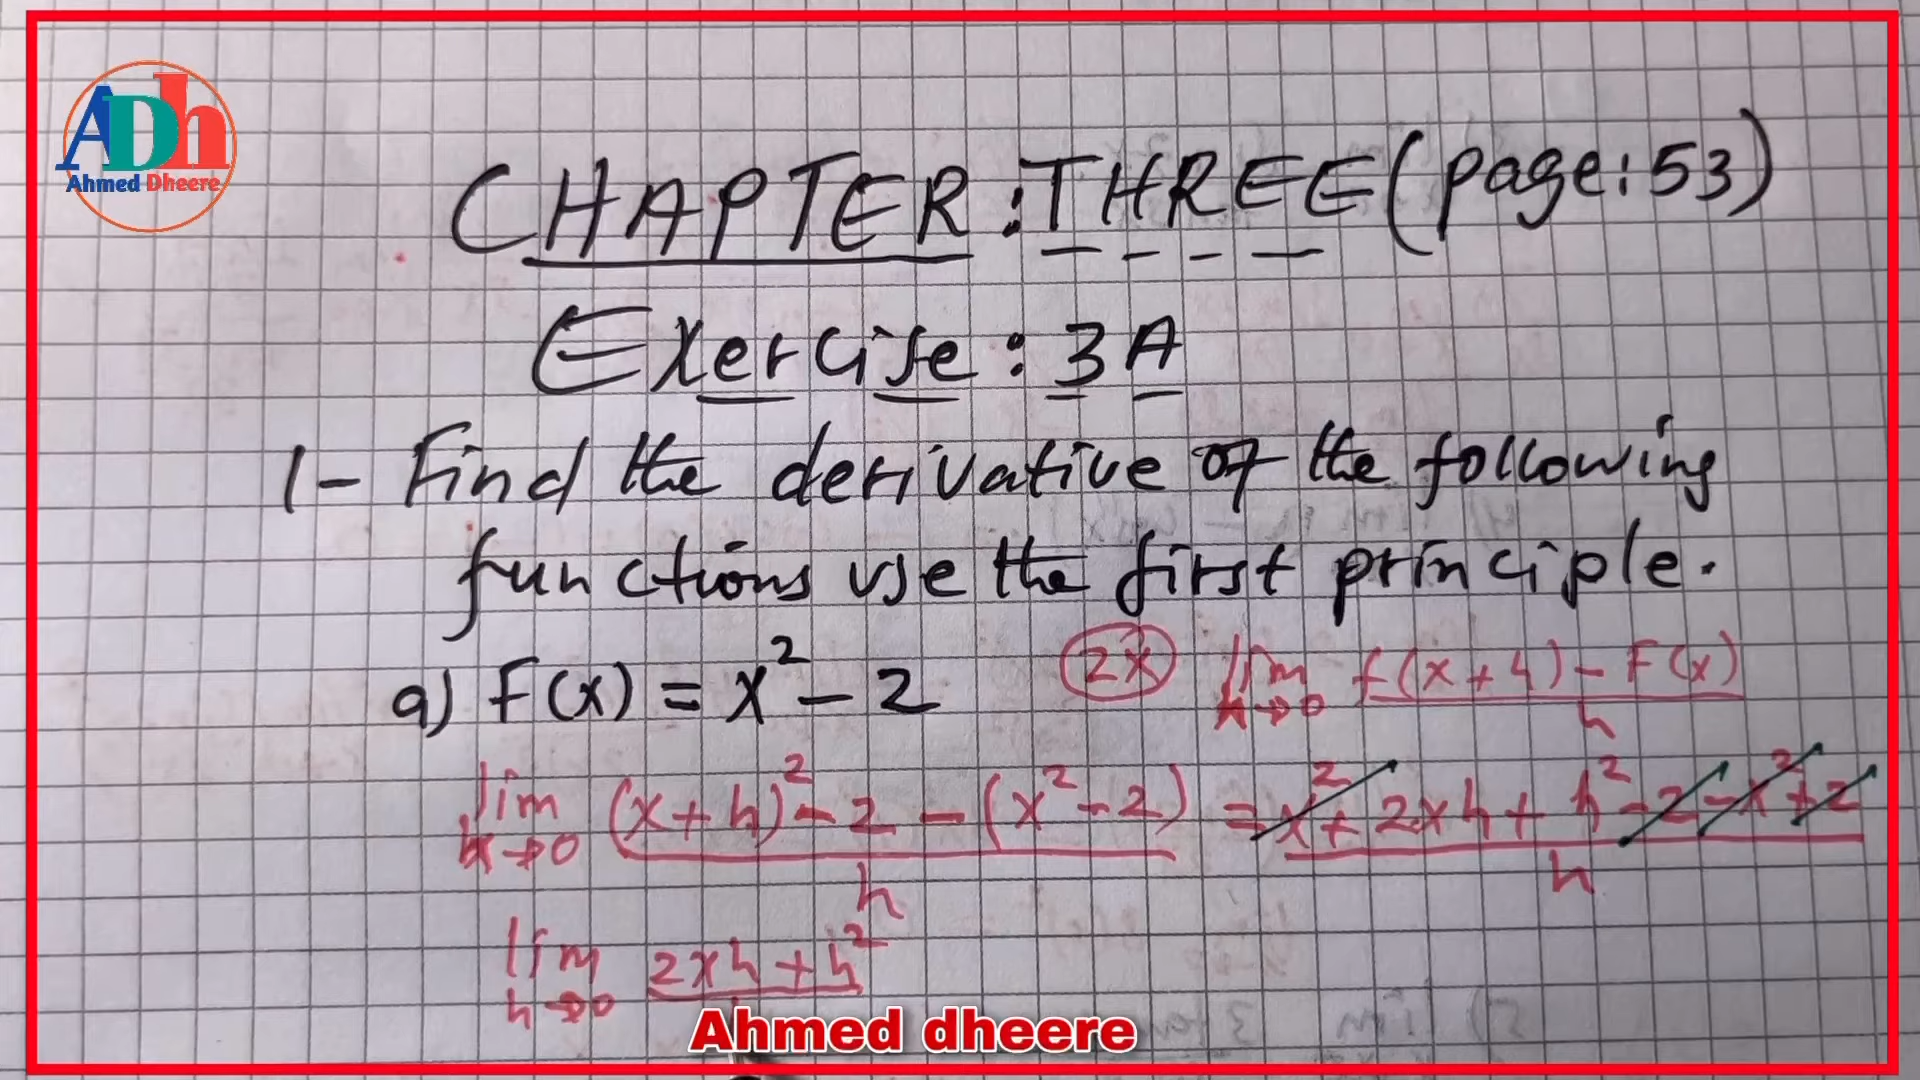 ADh
Ahmed Dheere
CHAPTER: THREE (page: 53)
Exercise: 3A
1- Find the derivative of the following
functions use the first principle.
a) F(x) = x² - 2
2x
lim f(x+h) - F(x)
h→0 h
lim (x+h)² - 2 - (x² - 2) = x² + 2xh + h² - 2 - x² + 2
h→0 h h
lim 2xh + h²
h→0
Ahmed dheere